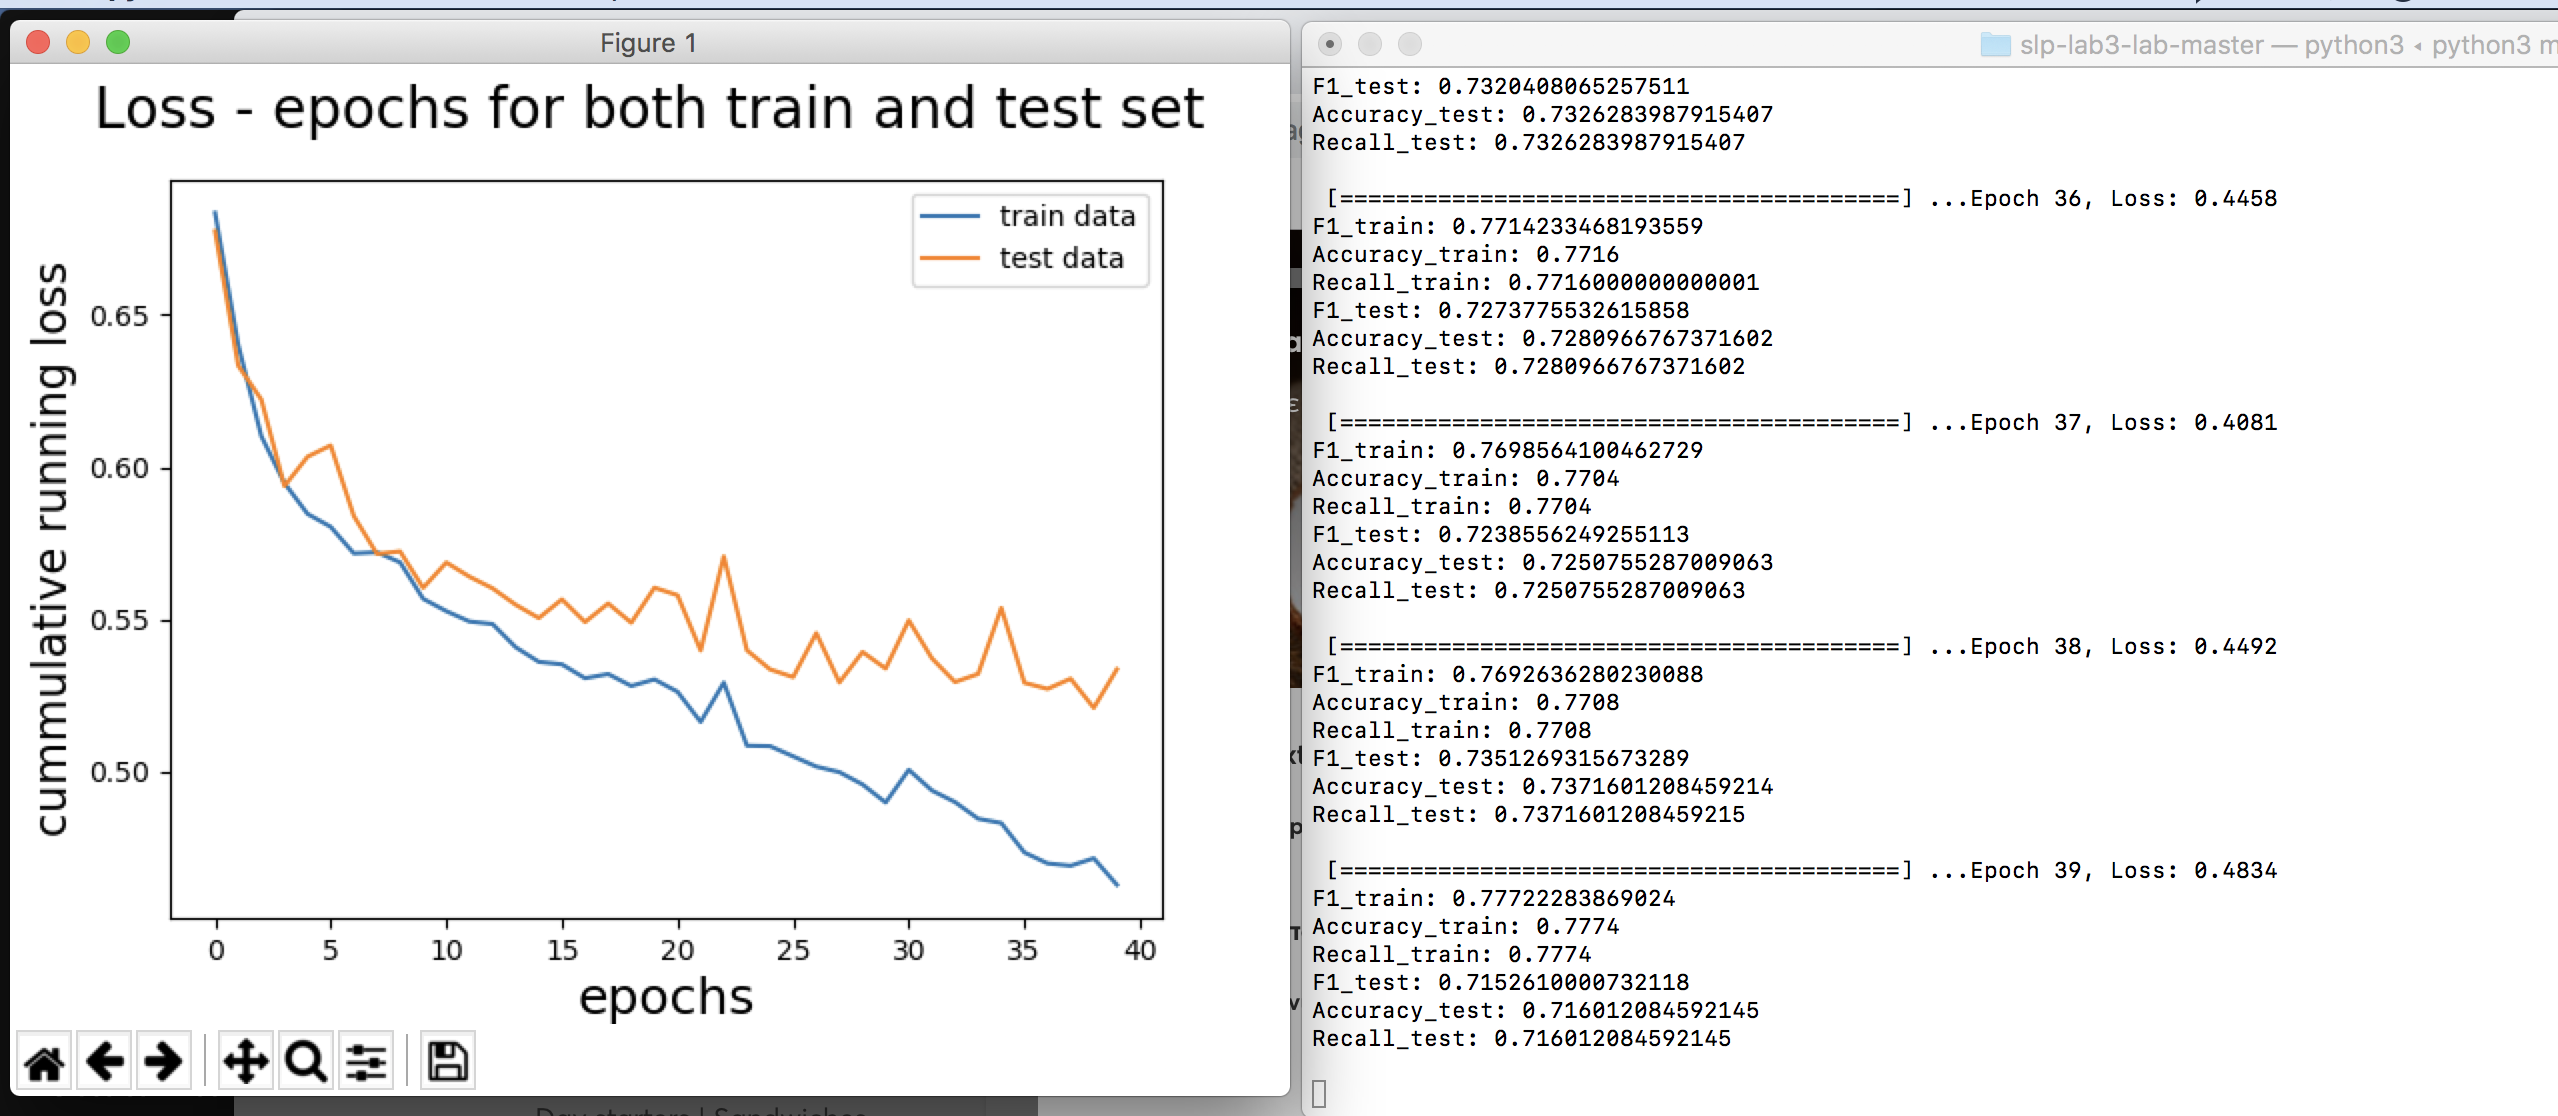 Figure 1
Loss - epochs for both train and test set
train data
test data
cummulative running loss
0.65
0.60
0.55
0.50
0 5 10 15 20 25 30 35 40
epochs
slp-lab3-lab-master — python3 ◂ python3 m
F1_test: 0.7320408065257511
Accuracy_test: 0.7326283987915407
Recall_test: 0.7326283987915407
[========================================] ...Epoch 36, Loss: 0.4458
F1_train: 0.7714233468193559
Accuracy_train: 0.7716
Recall_train: 0.7716000000000001
F1_test: 0.7273775532615858
Accuracy_test: 0.7280966767371602
Recall_test: 0.7280966767371602
[========================================] ...Epoch 37, Loss: 0.4081
F1_train: 0.7698564100462729
Accuracy_train: 0.7704
Recall_train: 0.7704
F1_test: 0.7238556249255113
Accuracy_test: 0.7250755287009063
Recall_test: 0.7250755287009063
[========================================] ...Epoch 38, Loss: 0.4492
F1_train: 0.7692636280230088
Accuracy_train: 0.7708
Recall_train: 0.7708
F1_test: 0.7351269315673289
Accuracy_test: 0.7371601208459214
Recall_test: 0.7371601208459215
[========================================] ...Epoch 39, Loss: 0.4834
F1_train: 0.77722283869024
Accuracy_train: 0.7774
Recall_train: 0.7774
F1_test: 0.7152610000732118
Accuracy_test: 0.716012084592145
Recall_test: 0.716012084592145